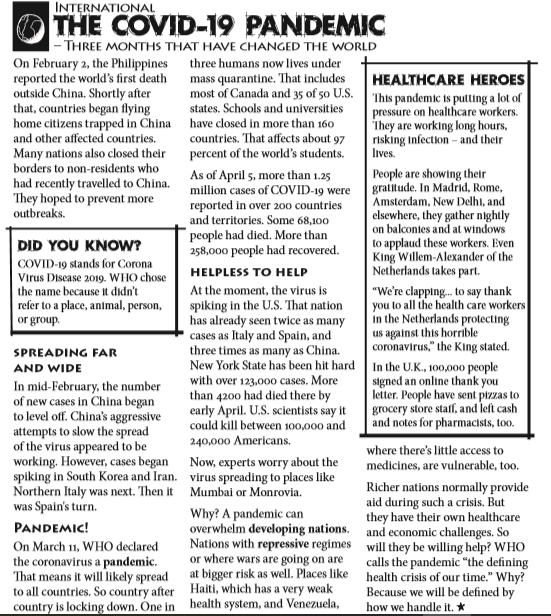 INTERNATIONAL
THE COVID-19 PANDEMIC
– THREE MONTHS THAT HAVE CHANGED THE WORLD
On February 2, the Philippines
reported the world's first death
outside China. Shortly after
that, countries began flying
home citizens trapped in China
and other affected countries.
Many nations also closed their
borders to non-residents who
had recently travelled to China.
They hoped to prevent more
outbreaks.
DID YOU KNOW?
COVID-19 stands for Corona
Virus Disease 2019. WHO chose
the name because it didn't
refer to a place, animal, person,
or group.
SPREADING FAR
AND WIDE
In mid-February, the number
of new cases in China began
to level off. China's aggressive
attempts to slow the spread
of the virus appeared to be
working. However, cases began
spiking in South Korea and Iran.
Northern Italy was next. Then it
was Spain's turn.
PANDEMIC!
On March 11, WHO declared
the coronavirus a pandemic.
That means it will likely spread
to all countries. So country after
country is locking down. One in
three humans now lives under
mass quarantine. That includes
most of Canada and 35 of 50 U.S.
states. Schools and universities
have closed in more than 160
countries. That affects about 97
percent of the world's students.
As of April 5, more than 1.25
million cases of COVID-19 were
reported in over 200 countries
and territories. Some 68,100
people had died. More than
258,000 people had recovered.
HELPLESS TO HELP
At the moment, the virus is
spiking in the U.S. That nation
has already seen twice as many
cases as Italy and Spain, and
three times as many as China.
New York State has been hit hard
with over 123,000 cases. More
than 4200 had died there by
early April. U.S. scientists say it
could kill between 100,000 and
240,000 Americans.
Now, experts worry about the
virus spreading to places like
Mumbai or Monrovia.
Why? A pandemic can
overwhelm developing nations.
Nations with repressive regimes
or where wars are going on are
at bigger risk as well. Places like
Haiti, which has a very weak
health system, and Venezuela,
HEALTHCARE HEROES
This pandemic is putting a lot of
pressure on healthcare workers.
They are working long hours,
risking infection – and their
lives.
People are showing their
gratitude. In Madrid, Rome,
Amsterdam, New Delhi, and
elsewhere, they gather nightly
on balconies and at windows
to applaud these workers. Even
King Willem-Alexander of the
Netherlands takes part.
"We're clapping... to say thank
you to all the health care workers
in the Netherlands protecting
us against this horrible
coronavirus," the King stated.
In the U.K., 100,000 people
signed an online thank you
letter. People have sent pizzas to
grocery store staff, and left cash
and notes for pharmacists, too.
where there's little access to
medicines, are vulnerable, too.
Richer nations normally provide
aid during such a crisis. But
they have their own healthcare
and economic challenges. So
will they be willing help? WHO
calls the pandemic "the defining
health crisis of our time." Why?
Because we will be defined by
how we handle it. ★